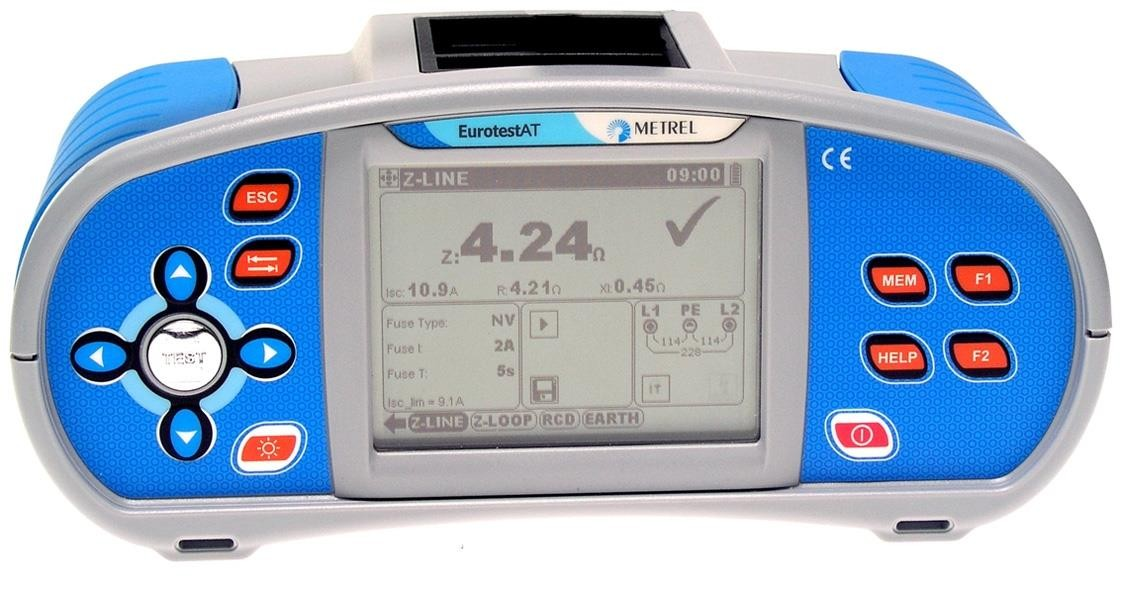 EurotestAT METREL
CE
Z-LINE 09:00
Z: 4.24Ω
Isc: 10.9A R: 4.21Ω Xl: 0.45Ω
Fuse Type: NV
Fuse I: 2A
Fuse T: 5s
Isc_lim = 9.1A
L1 PE L2
114 114
228
IT
Z-LINE Z-LOOP RCD EARTH
ESC
TEST
MEM F1
HELP F2